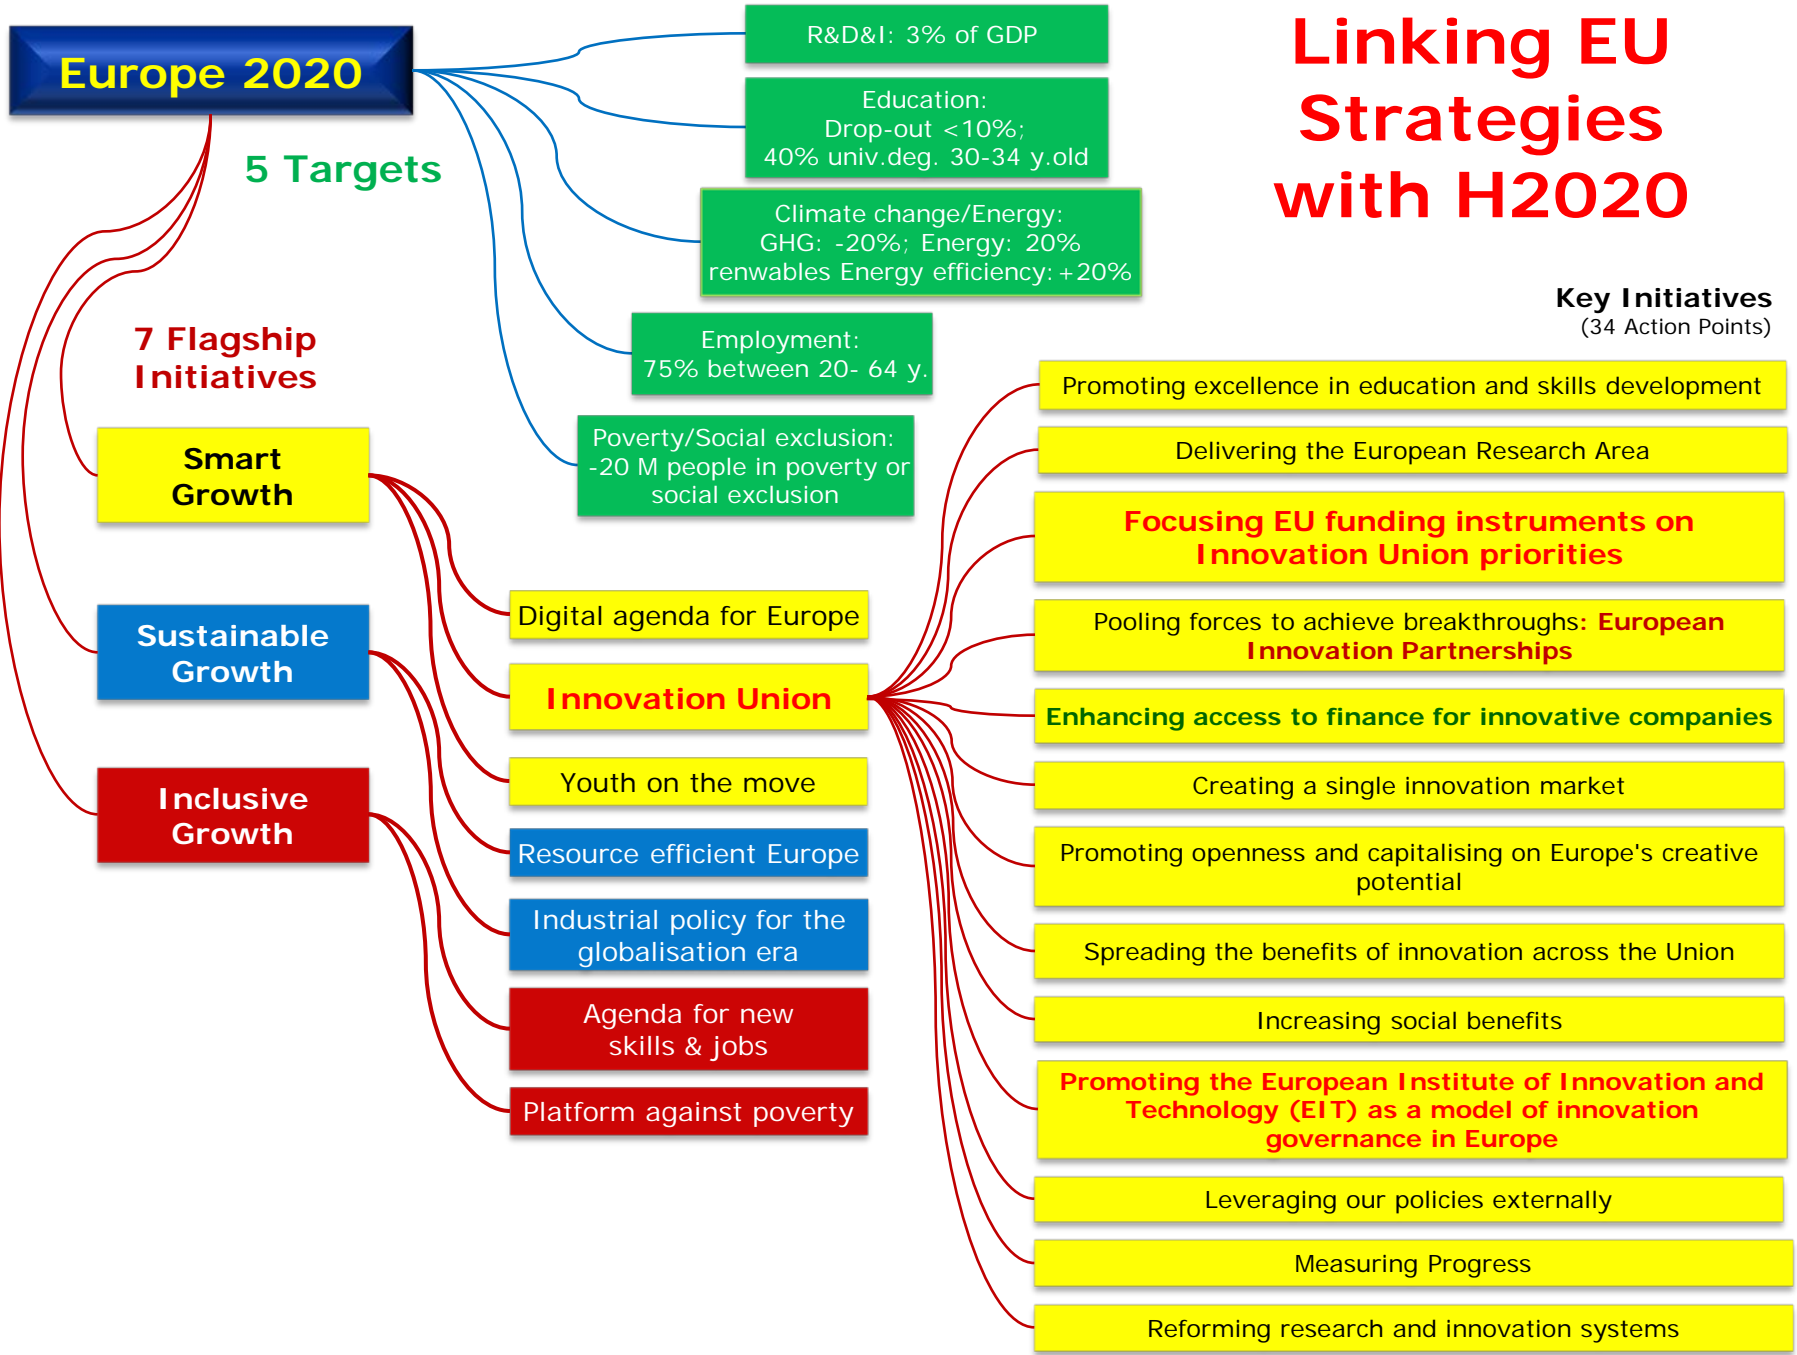 Europe 2020
5 Targets
R&D&I: 3% of GDP
Education:
Drop-out <10%;
40% univ.deg. 30-34 y.old
Climate change/Energy:
GHG: -20%; Energy: 20%
renwables Energy efficiency:+20%
Employment:
75% between 20- 64 y.
Poverty/Social exclusion:
-20 M people in poverty or
social exclusion
Linking EU
Strategies
with H2020
7 Flagship
Initiatives
Smart
Growth
Sustainable
Growth
Inclusive
Growth
Digital agenda for Europe
Innovation Union
Youth on the move
Resource efficient Europe
Industrial policy for the
globalisation era
Agenda for new
skills & jobs
Platform against poverty
Key Initiatives
(34 Action Points)
Promoting excellence in education and skills development
Delivering the European Research Area
Focusing EU funding instruments on
Innovation Union priorities
Pooling forces to achieve breakthroughs: European
Innovation Partnerships
Enhancing access to finance for innovative companies
Creating a single innovation market
Promoting openness and capitalising on Europe's creative
potential
Spreading the benefits of innovation across the Union
Increasing social benefits
Promoting the European Institute of Innovation and
Technology (EIT) as a model of innovation
governance in Europe
Leveraging our policies externally
Measuring Progress
Reforming research and innovation systems